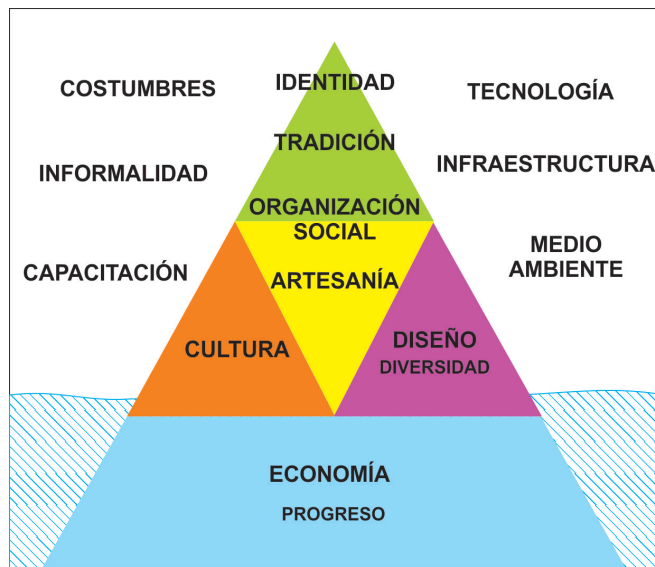 COSTUMBRES
IDENTIDAD
TECNOLOGÍA
TRADICIÓN
INFORMALIDAD
INFRAESTRUCTURA
ORGANIZACIÓN
SOCIAL
MEDIO
AMBIENTE
CAPACITACIÓN
ARTESANÍA
CULTURA
DISEÑO
DIVERSIDAD
ECONOMÍA
PROGRESO